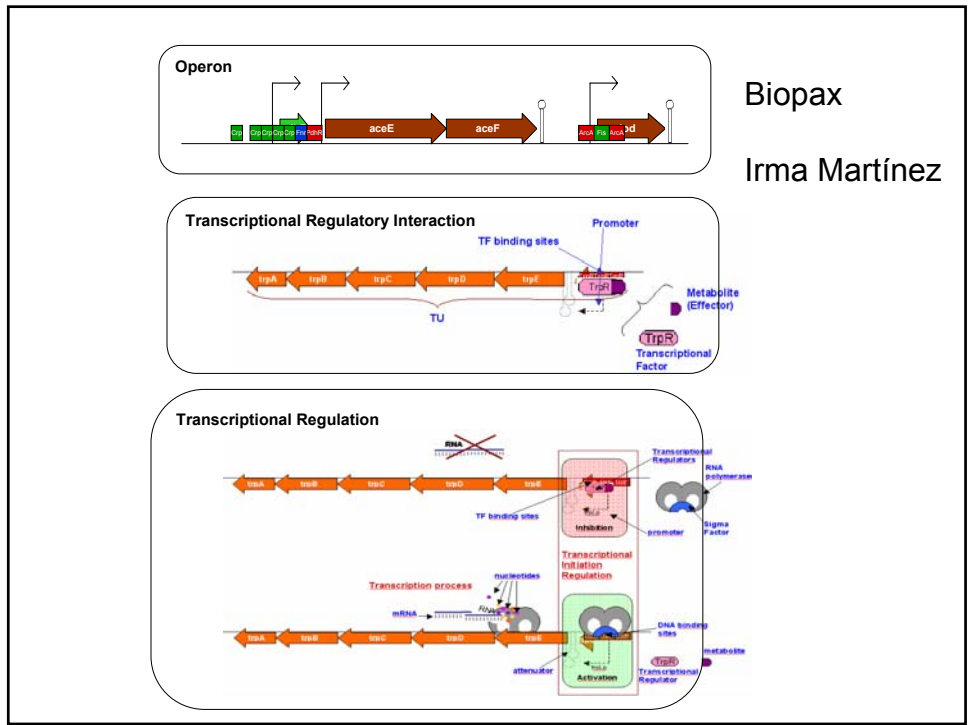 Operon
Biopax
Irma Martínez
Crp Crp Crp Crp Crp Fnr PdhR aceE aceF ArcA Fis ArcA
Transcriptional Regulatory Interaction
Promoter
TF binding sites
trpA trpB trpC trpD trpE
TrpR
TU
Metabolite
(Effector)
TrpR
Transcriptional
Factor
Transcriptional Regulation
RNA
Transcriptional
Regulators
RNA
polymerase
trpA trpB trpC trpD trpE
TF binding sites
Inhibition
promoter
Sigma
Factor
Transcriptional
Initiation
Regulation
Transcription process
nucleotides
mRNA
RNA
trpA trpB trpC trpD trpE
DNA binding
sites
attenuator
Activation
metabolite
TrpR
Transcriptional
Regulator